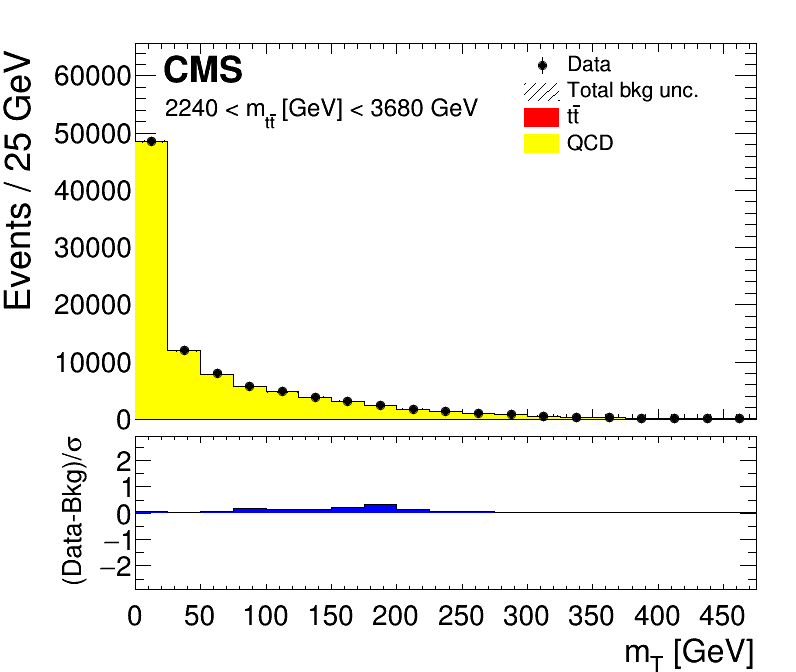 CMS
2240 < m_tt̄ [GeV] < 3680 GeV
Data
Total bkg unc.
tt̄
QCD
Events / 25 GeV
60000
50000
40000
30000
20000
10000
0
(Data-Bkg)/σ
2
1
0
−1
−2
0 50 100 150 200 250 300 350 400 450
m_T [GeV]